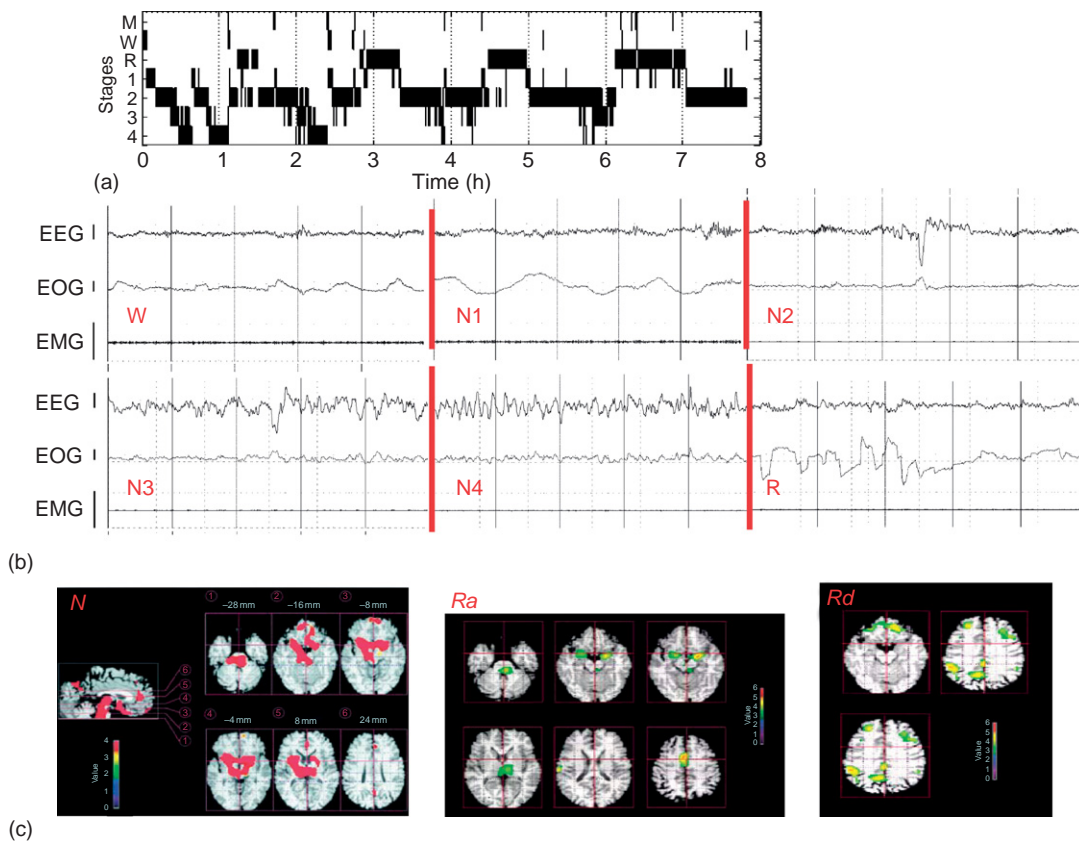 M
W
R
1
2
3
4
Stages
0 1 2 3 4 5 6 7 8
Time (h)
(a)
EEG
EOG
EMG
W N1 N2
EEG
EOG
EMG
N3 N4 R
(b)
N
① −28 mm ② −16 mm ③ −8 mm
⑥
⑤
④
③
②
①
④ −4 mm ⑤ 8 mm ⑥ 24 mm
4
3
2
1
0
Value
Ra
6
5
4
3
2
1
0
Value
Rd
6
5
4
3
2
1
0
Value
(c)